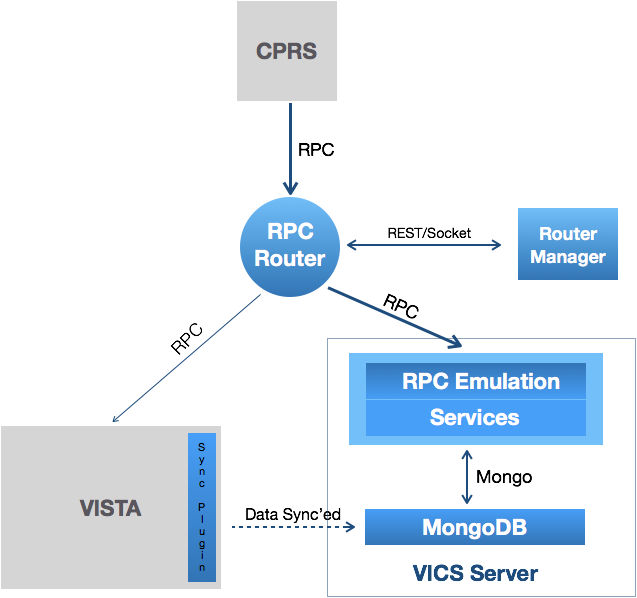 CPRS
RPC
RPC
Router
REST/Socket
Router
Manager
RPC
RPC
RPC Emulation
Services
Sync Plugin
VISTA
Mongo
Data Sync'ed
MongoDB
VICS Server